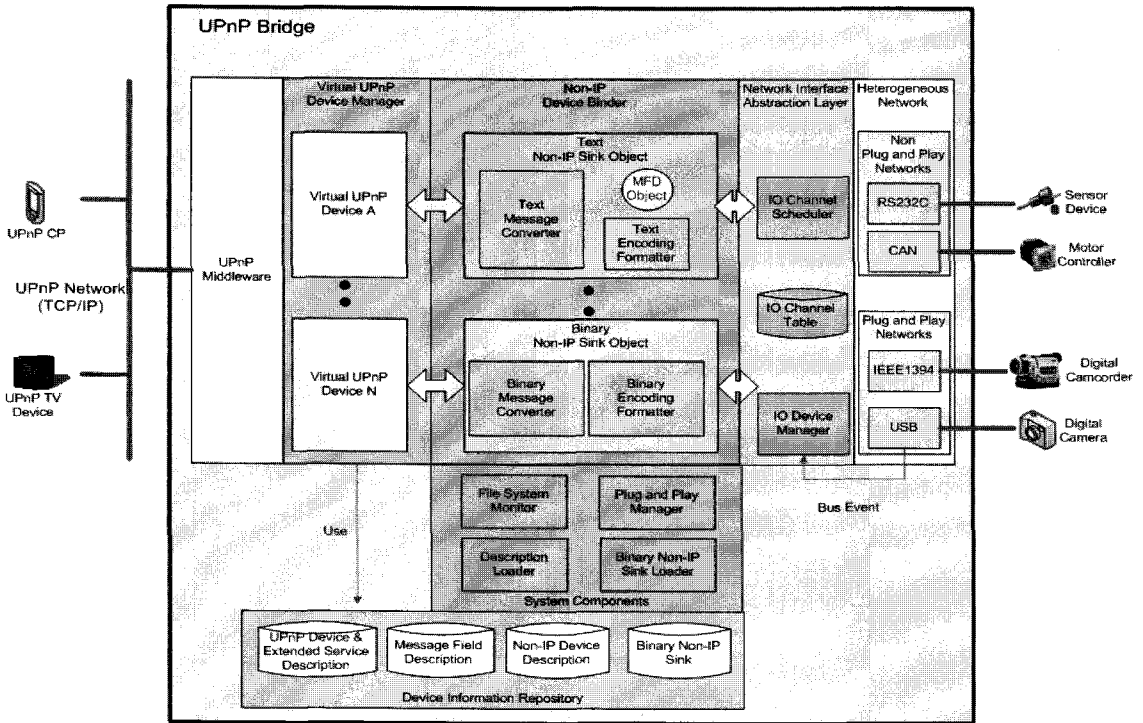 UPnP Bridge
Virtual UPnP
Device Manager
Non-IP
Device Binder
Network Interface
Abstraction Layer
Heterogeneous
Network
UPnP CP
UPnP Network
(TCP/IP)
UPnP TV
Device
UPnP
Middleware
Virtual UPnP
Device A
Virtual UPnP
Device N
Text
Non-IP Sink Object
Text
Message
Converter
MFD
Object
Text
Encoding
Formatter
Binary
Non-IP Sink Object
Binary
Message
Converter
Binary
Encoding
Formatter
IO Channel
Scheduler
IO Channel
Table
IO Device
Manager
Non
Plug and Play
Networks
RS232C
CAN
Plug and Play
Networks
IEEE1394
USB
Sensor
Device
Motor
Controller
Digital
Camcorder
Digital
Camera
Bus Event
Use
File System
Monitor
Plug and Play
Manager
Description
Loader
Binary Non-IP
Sink Loader
System Components
UPnP Device &
Extended Service
Description
Message Field
Description
Non-IP Device
Description
Binary Non-IP
Sink
Device Information Repository